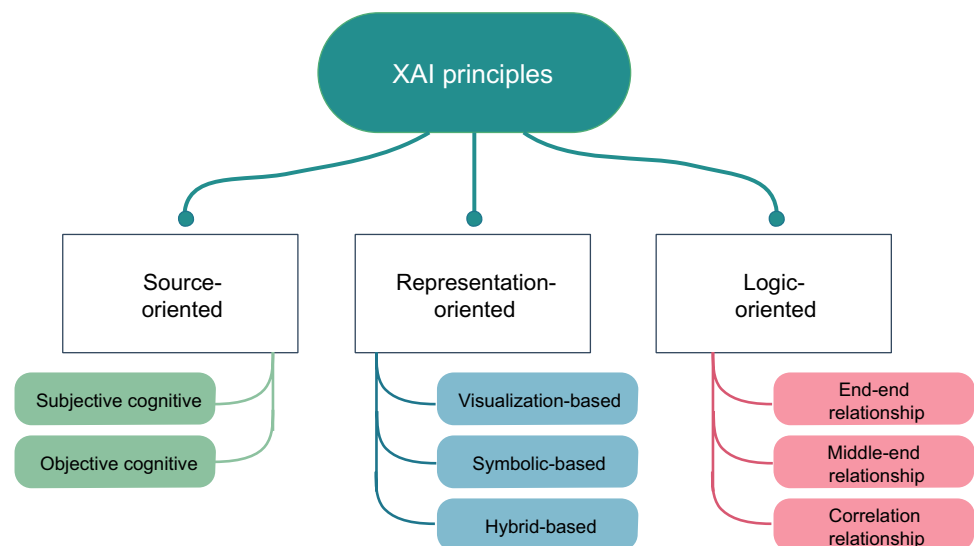 XAI principles
Source-
oriented
Representation-
oriented
Logic-
oriented
Subjective cognitive
Objective cognitive
Visualization-based
Symbolic-based
Hybrid-based
End-end
relationship
Middle-end
relationship
Correlation
relationship